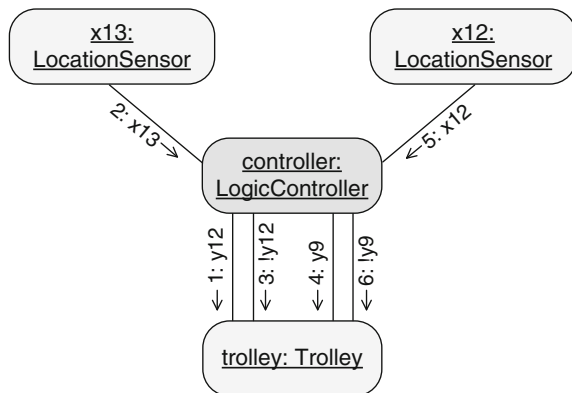 x13:
LocationSensor
x12:
LocationSensor
2: x13
5: x12
controller:
LogicController
1: y12
3: !y12
4: y9
6: !y9
trolley: Trolley